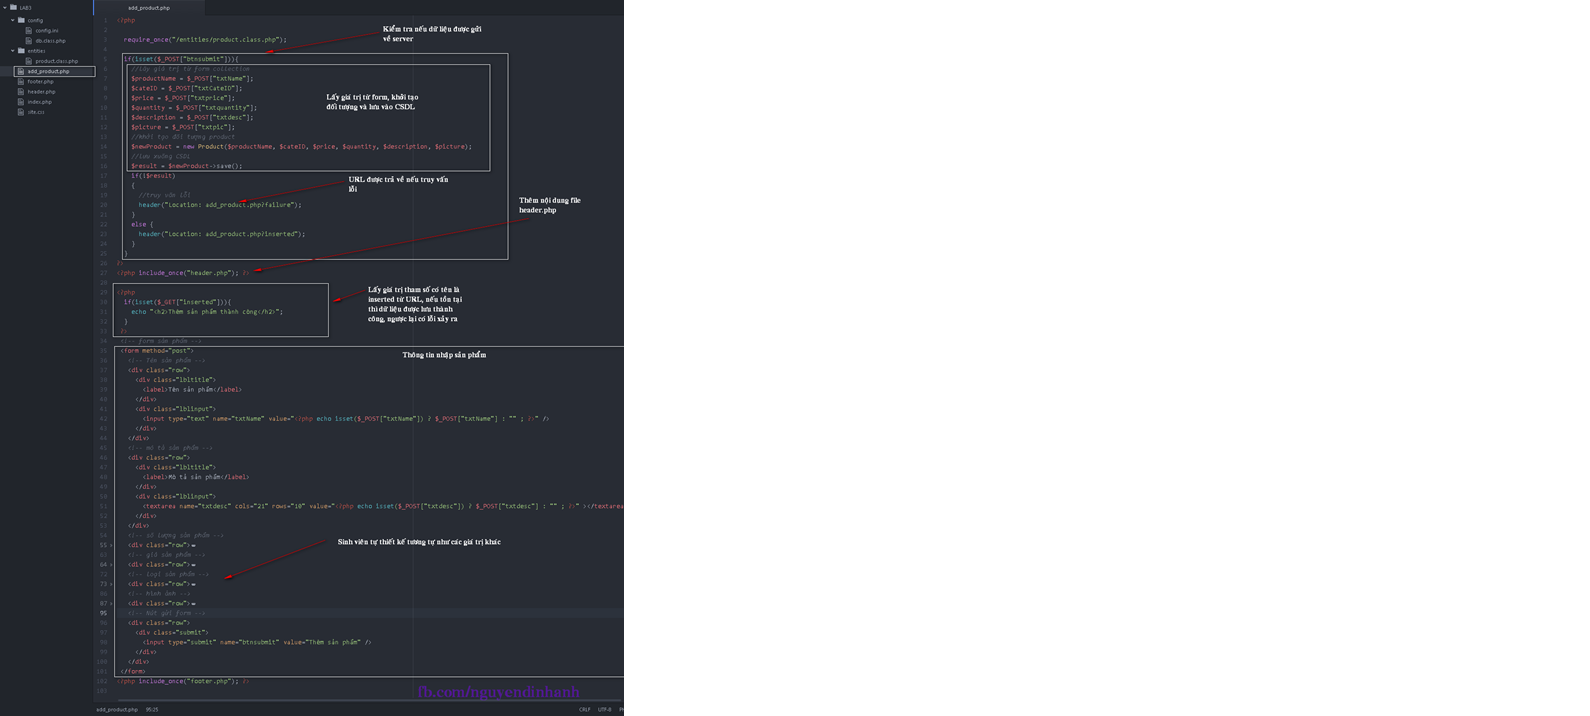 LAB3
config
config.ini
db.class.php
entities
product.class.php
add_product.php
footer.php
header.php
index.php
site.css
add_product.php
1 <?php
2
3 require_once("/entities/product.class.php");
4
5 if(isset($_POST["btnsubmit"])){
6 //lấy giá trị từ form collection
7 $productName = $_POST["txtName"];
8 $cateID = $_POST["txtCateID"];
9 $price = $_POST["txtprice"];
10 $quantity = $_POST["txtquantity"];
11 $description = $_POST["txtdesc"];
12 $picture = $_POST["txtpic"];
13 //khởi tạo đối tượng product
14 $newProduct = new Product($productName, $cateID, $price, $quantity, $description, $picture);
15 //Lưu xuống CSDL
16 $result = $newProduct->save();
17 if(!$result)
18 {
19 //truy vấn lỗi
20 header("Location: add_product.php?failure");
21 }
22 else {
23 header("Location: add_product.php?inserted");
24 }
25 }
26 ?>
27 <?php include_once("header.php"); ?>
28
29 <?php
30 if(isset($_GET["inserted"])){
31 echo "<h2>Thêm sản phẩm thành công</h2>";
32 }
33 ?>
34 <!-- form sản phẩm -->
35 <form method="post">
36 <!-- Tên sản phẩm -->
37 <div class="row">
38 <div class="lbltitle">
39 <label>Tên sản phẩm</label>
40 </div>
41 <div class="lblinput">
42 <input type="text" name="txtName" value="<?php echo isset($_POST["txtName"]) ? $_POST["txtName"] : "" ; ?>" />
43 </div>
44 </div>
45 <!-- mô tả sản phẩm -->
46 <div class="row">
47 <div class="lbltitle">
48 <label>Mô tả sản phẩm</label>
49 </div>
50 <div class="lblinput">
51 <textarea name="txtdesc" cols="21" rows="10" value="<?php echo isset($_POST["txtdesc"]) ? $_POST["txtdesc"] : "" ; ?>" ></textarea
52 </div>
53 </div>
54 <!-- số lượng sản phẩm -->
55 <div class="row">
63 <!-- giá sản phẩm -->
64 <div class="row">
72 <!-- loại sản phẩm -->
73 <div class="row">
86 <!-- hình ảnh -->
87 <div class="row">
95 <!-- Nút gửi form -->
96 <div class="row">
97 <div class="submit">
98 <input type="submit" name="btnsubmit" value="Thêm sản phẩm" />
99 </div>
100 </div>
101 </form>
102 <?php include_once("footer.php"); ?>
103
Kiểm tra nếu dữ liệu được gửi
về server
Lấy giá trị từ form, khởi tạo
đối tượng và lưu vào CSDL
URL được trả về nếu truy vấn
lỗi
Thêm nội dung file
header.php
Lấy giá trị tham số có tên là
inserted từ URL, nếu tồn tại
thì dữ liệu được lưu thành
công, ngược lại có lỗi xảy ra
Thông tin nhập sản phẩm
Sinh viên tự thiết kế tương tự như các giá trị khác
fb.com/nguyendinhanh
add_product.php 95:25 CRLF UTF-8